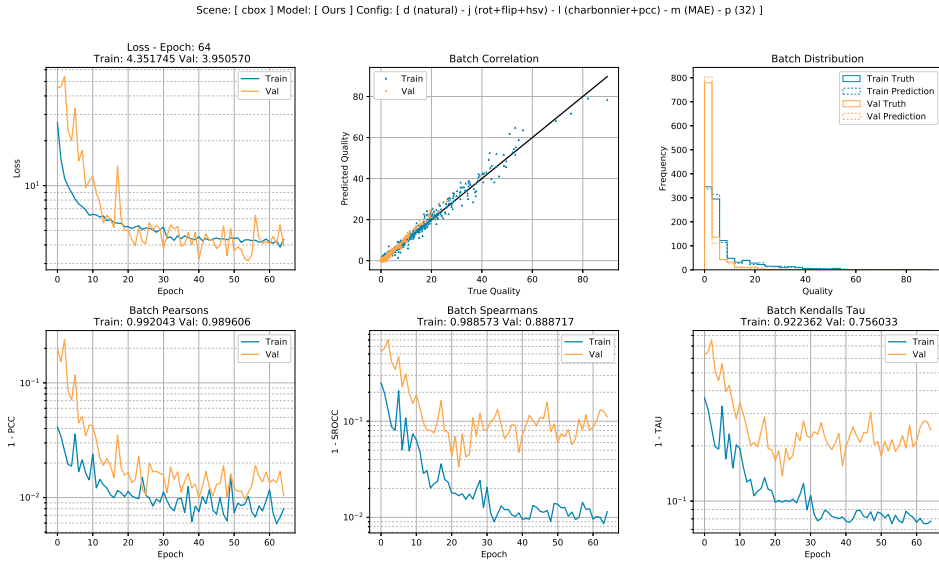 Scene: [ cbox ] Model: [ Ours ] Config: [ d (natural) - j (rot+flip+hsv) - l (charbonnier+pcc) - m (MAE) - p (32) ]
Loss - Epoch: 64
Train: 4.351745 Val: 3.950570
Train
Val
Loss
10^1
0 10 20 30 40 50 60
Epoch
Batch Correlation
Train
Val
Predicted Quality
80
60
40
20
0
0 20 40 60 80
True Quality
Batch Distribution
Train Truth
Train Prediction
Val Truth
Val Prediction
Frequency
800
700
600
500
400
300
200
100
0
0 20 40 60 80
Quality
Batch Pearsons
Train: 0.992043 Val: 0.989606
Train
Val
1 - PCC
10^-1
10^-2
0 10 20 30 40 50 60
Epoch
Batch Spearmans
Train: 0.988573 Val: 0.888717
Train
Val
1 - SROCC
10^-1
10^-2
0 10 20 30 40 50 60
Epoch
Batch Kendalls Tau
Train: 0.922362 Val: 0.756033
Train
Val
1 - TAU
10^-1
0 10 20 30 40 50 60
Epoch